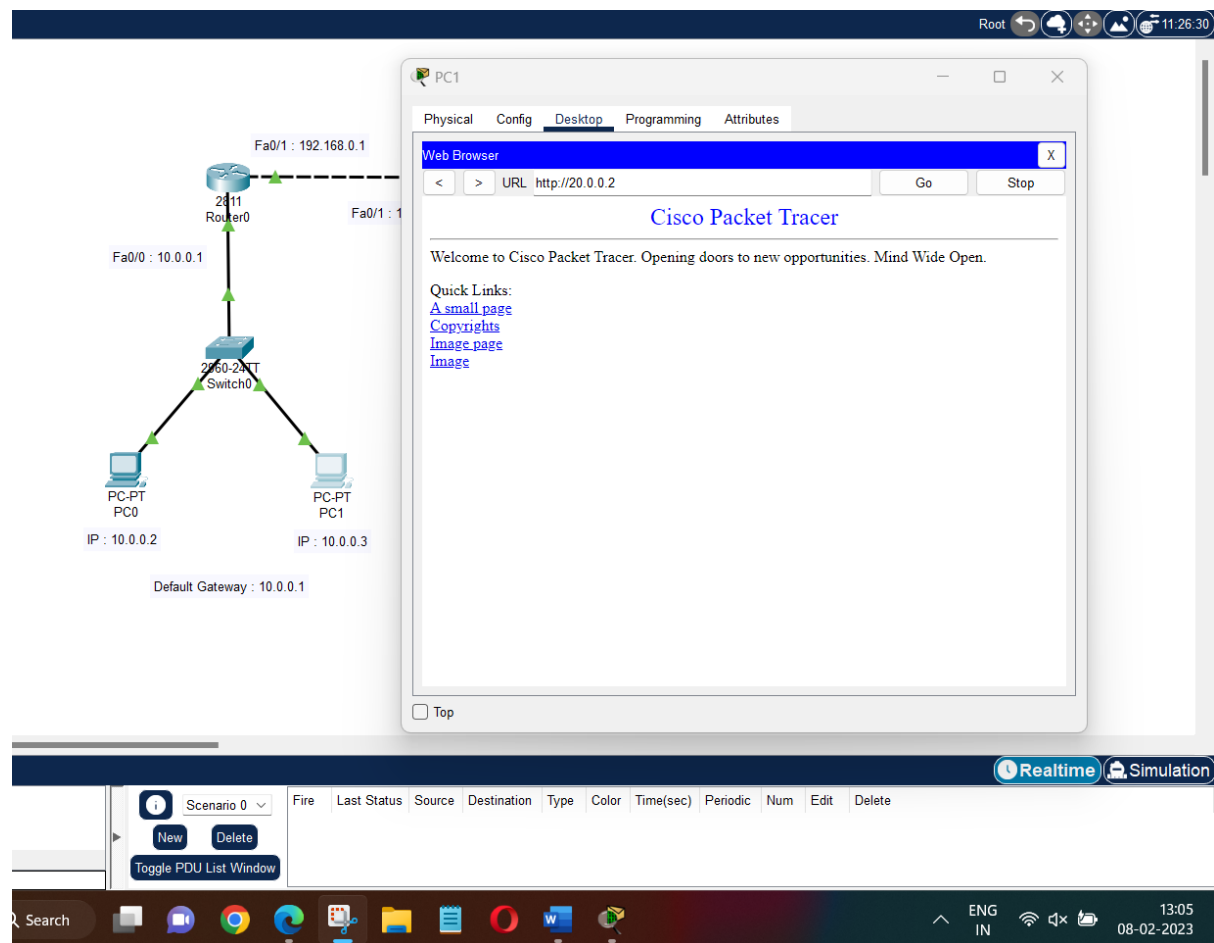 Root 11:26:30
PC1
Physical Config Desktop Programming Attributes
Web Browser X
< > URL http://20.0.0.2 Go Stop
Cisco Packet Tracer
Welcome to Cisco Packet Tracer. Opening doors to new opportunities. Mind Wide Open.
Quick Links:
A small page
Copyrights
Image page
Image
Top
Fa0/1 : 192.168.0.1
2811
Router0
Fa0/1 : 1
Fa0/0 : 10.0.0.1
2960-24TT
Switch0
PC-PT
PC0
IP : 10.0.0.2
PC-PT
PC1
IP : 10.0.0.3
Default Gateway : 10.0.0.1
Realtime Simulation
Scenario 0
New Delete
Toggle PDU List Window
Fire Last Status Source Destination Type Color Time(sec) Periodic Num Edit Delete
Search
ENG
IN
13:05
08-02-2023